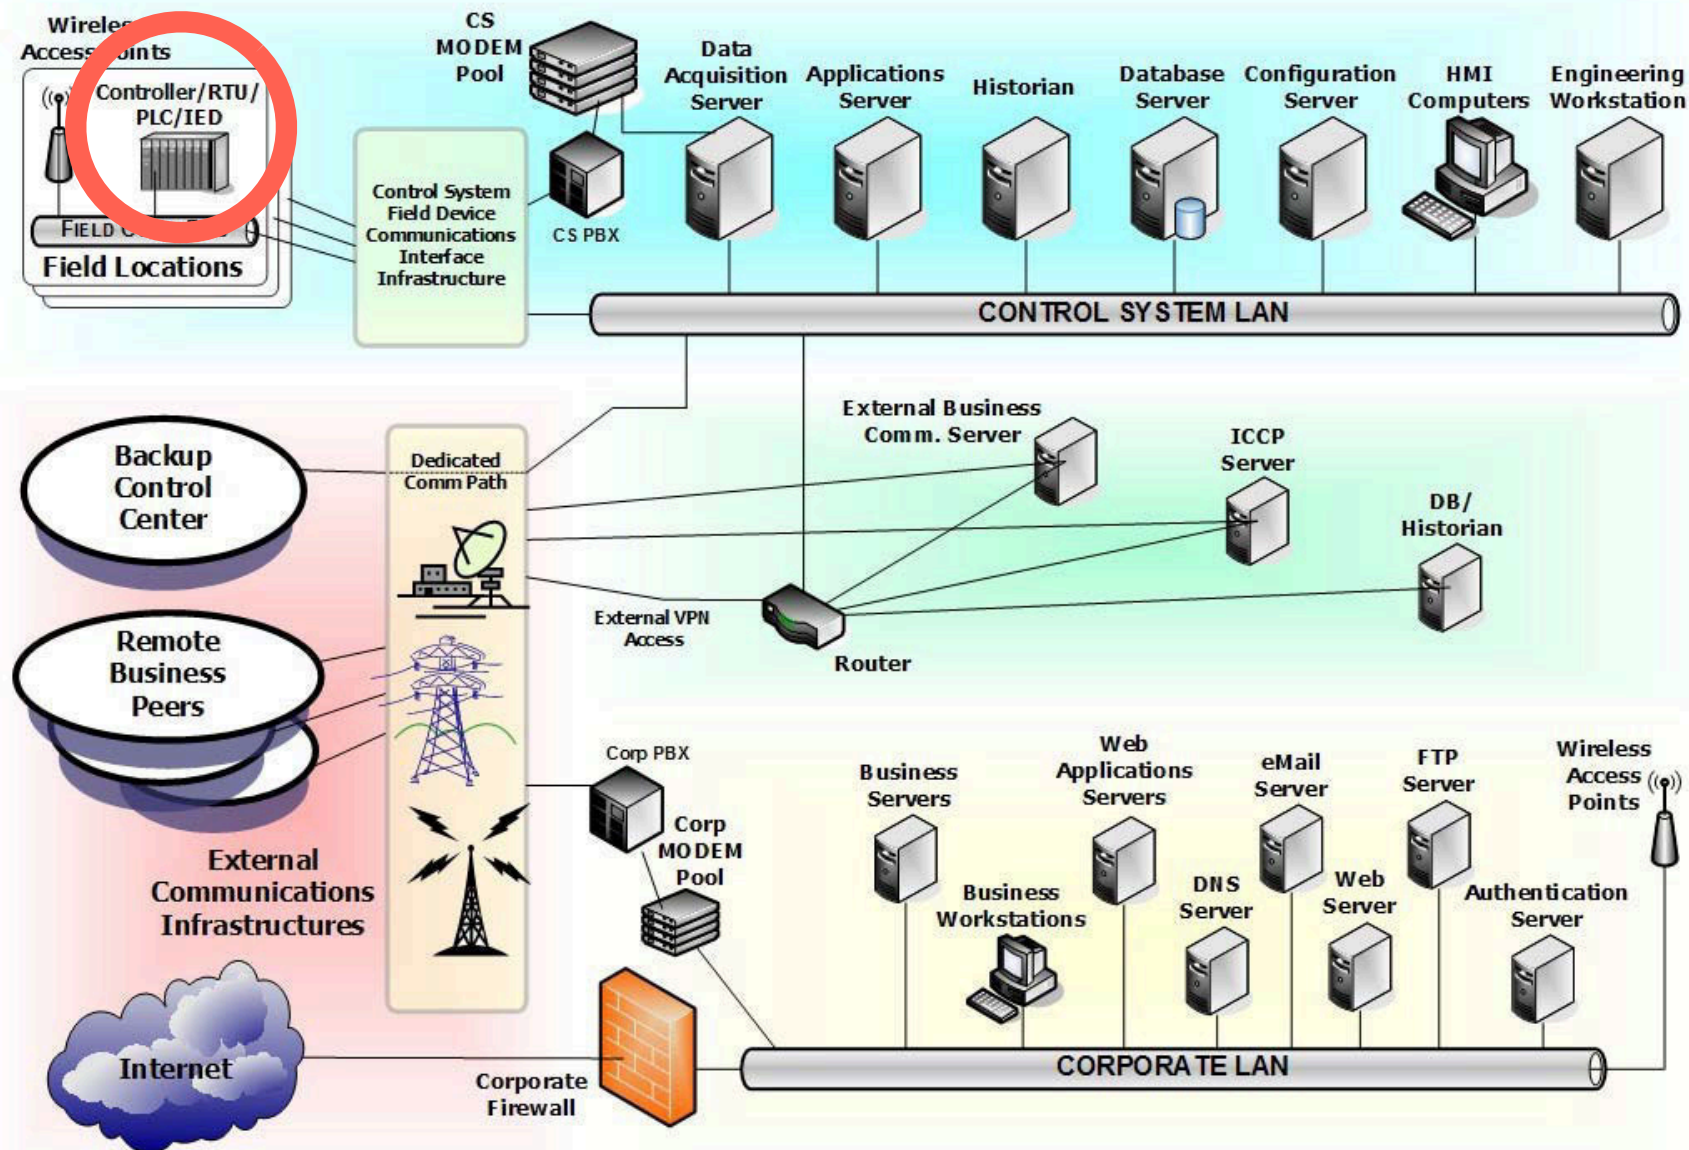 Wireless
Access Points
Controller/RTU/
PLC/IED
FIELD
Field Locations
CS
MODEM
Pool
Control System
Field Device
Communications
Interface
Infrastructure
CS PBX
Data
Acquisition
Server
Applications
Server
Historian
Database
Server
Configuration
Server
HMI
Computers
Engineering
Workstation
CONTROL SYSTEM LAN
Backup
Control
Center
Dedicated
Comm Path
External Business
Comm. Server
ICCP
Server
DB/
Historian
External VPN
Access
Router
Remote
Business
Peers
External
Communications
Infrastructures
Corp PBX
Corp
MODEM
Pool
Business
Servers
Business
Workstations
Web
Applications
Servers
DNS
Server
eMail
Server
Web
Server
FTP
Server
Authentication
Server
Wireless
Access
Points
Internet
Corporate
Firewall
CORPORATE LAN